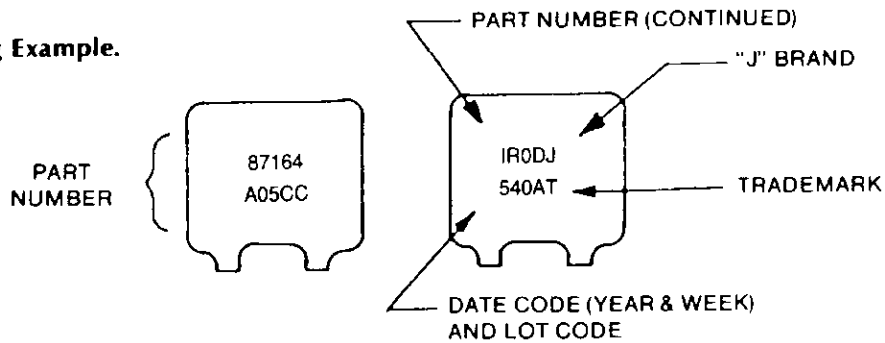 Example.
PART NUMBER (CONTINUED)
"J" BRAND
PART
NUMBER
87164
A05CC
IR0DJ
540AT
TRADEMARK
DATE CODE (YEAR & WEEK)
AND LOT CODE